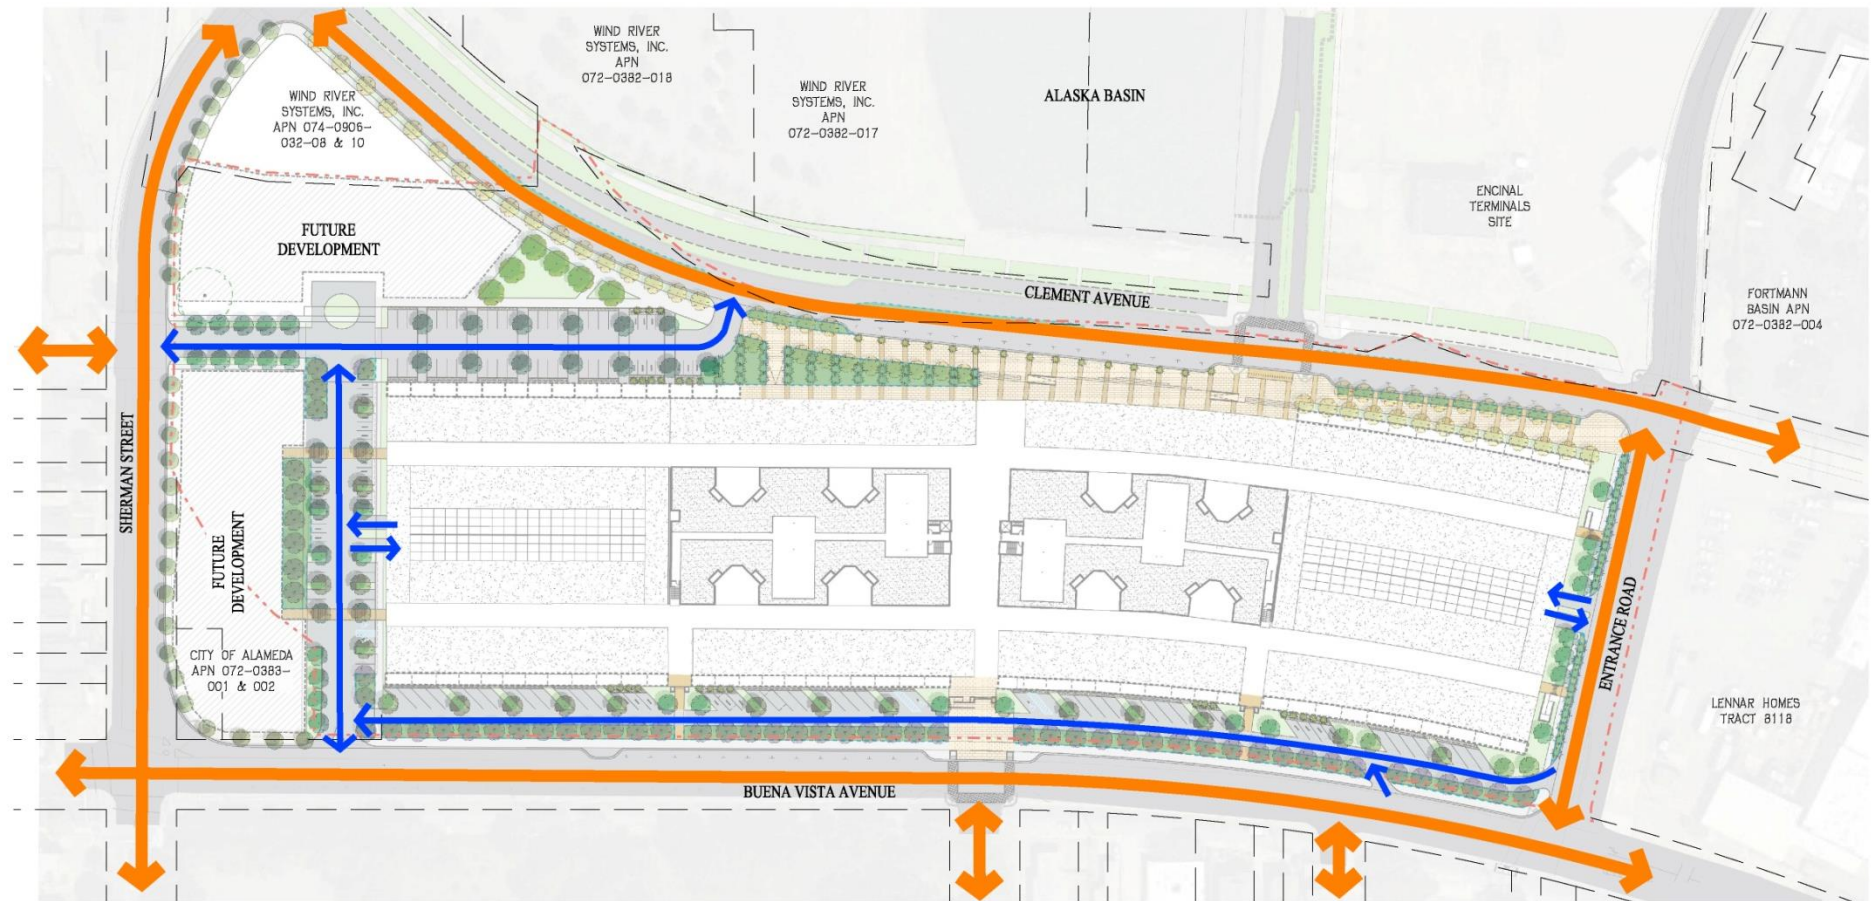 WIND RIVER
SYSTEMS, INC.
APN
072-0382-018
WIND RIVER
SYSTEMS, INC.
APN
072-0382-017
ALASKA BASIN
WIND RIVER
SYSTEMS, INC.
APN 074-0906-
032-08 & 10
ENCINAL
TERMINALS
SITE
FUTURE
DEVELOPMENT
CLEMENT AVENUE
FORTMANN
BASIN APN
072-0382-004
SHERMAN STREET
FUTURE
DEVELOPMENT
ENTRANCE ROAD
CITY OF ALAMEDA
APN 072-0383-
001 & 002
LENNAR HOMES
TRACT 8118
BUENA VISTA AVENUE